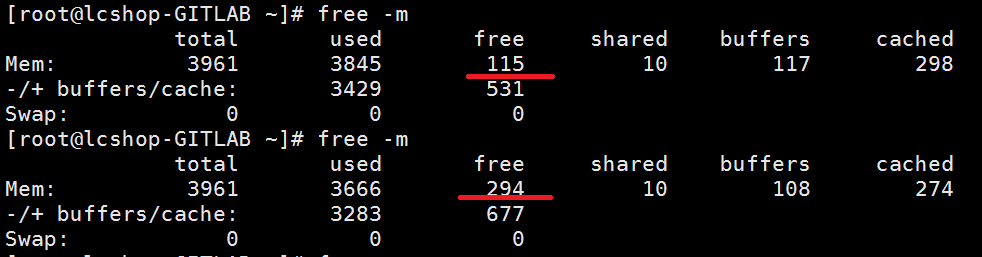 [root@lcshop-GITLAB ~]# free -m
total used free shared buffers cached
Mem: 3961 3845 115 10 117 298
-/+ buffers/cache: 3429 531
Swap: 0 0 0
[root@lcshop-GITLAB ~]# free -m
total used free shared buffers cached
Mem: 3961 3666 294 10 108 274
-/+ buffers/cache: 3283 677
Swap: 0 0 0